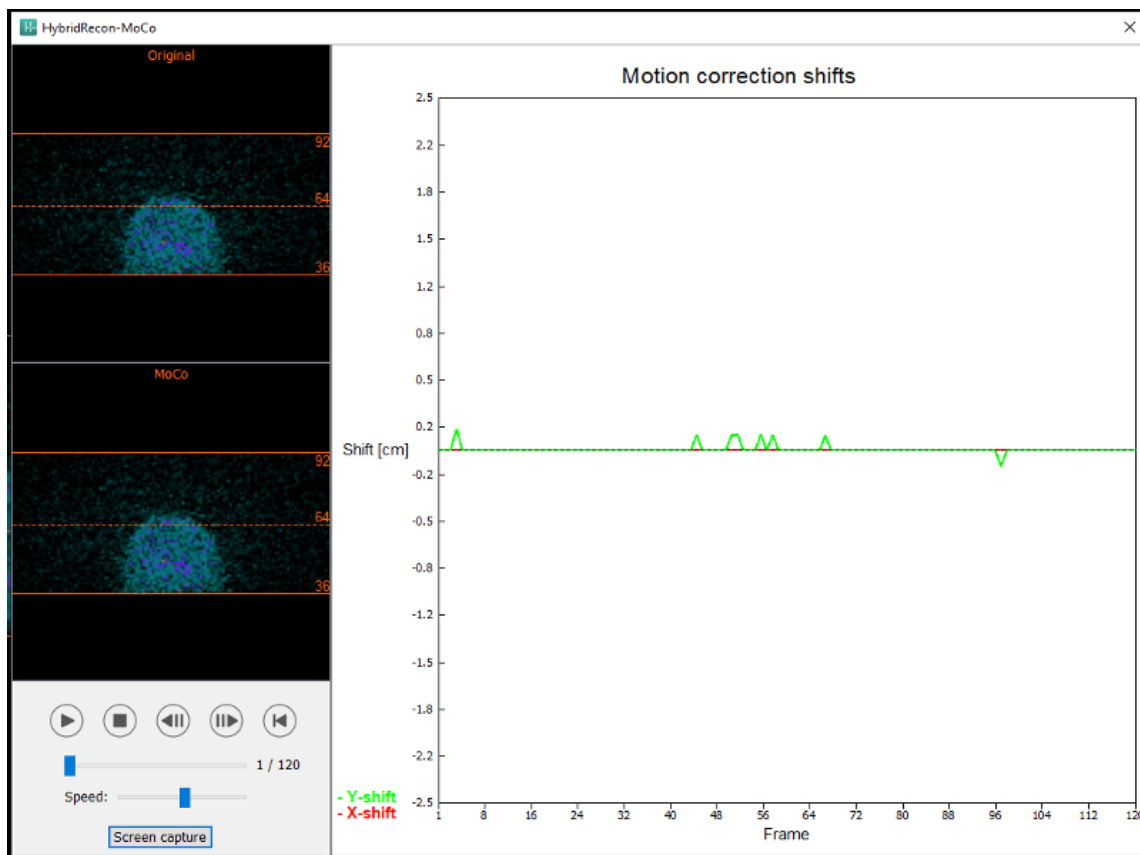 HybridRecon-MoCo
Original
92
64
36
MoCo
92
64
36
1 / 120
Speed:
Screen capture
Motion correction shifts
2.5
2.2
1.8
1.5
1.2
0.8
0.5
0.2
Shift [cm]
-0.2
-0.5
-0.8
-1.2
-1.5
-1.8
-2.2
-2.5
- Y-shift
- X-shift
1 8 16 24 32 40 48 56 64 72 80 88 96 104 112 120
Frame